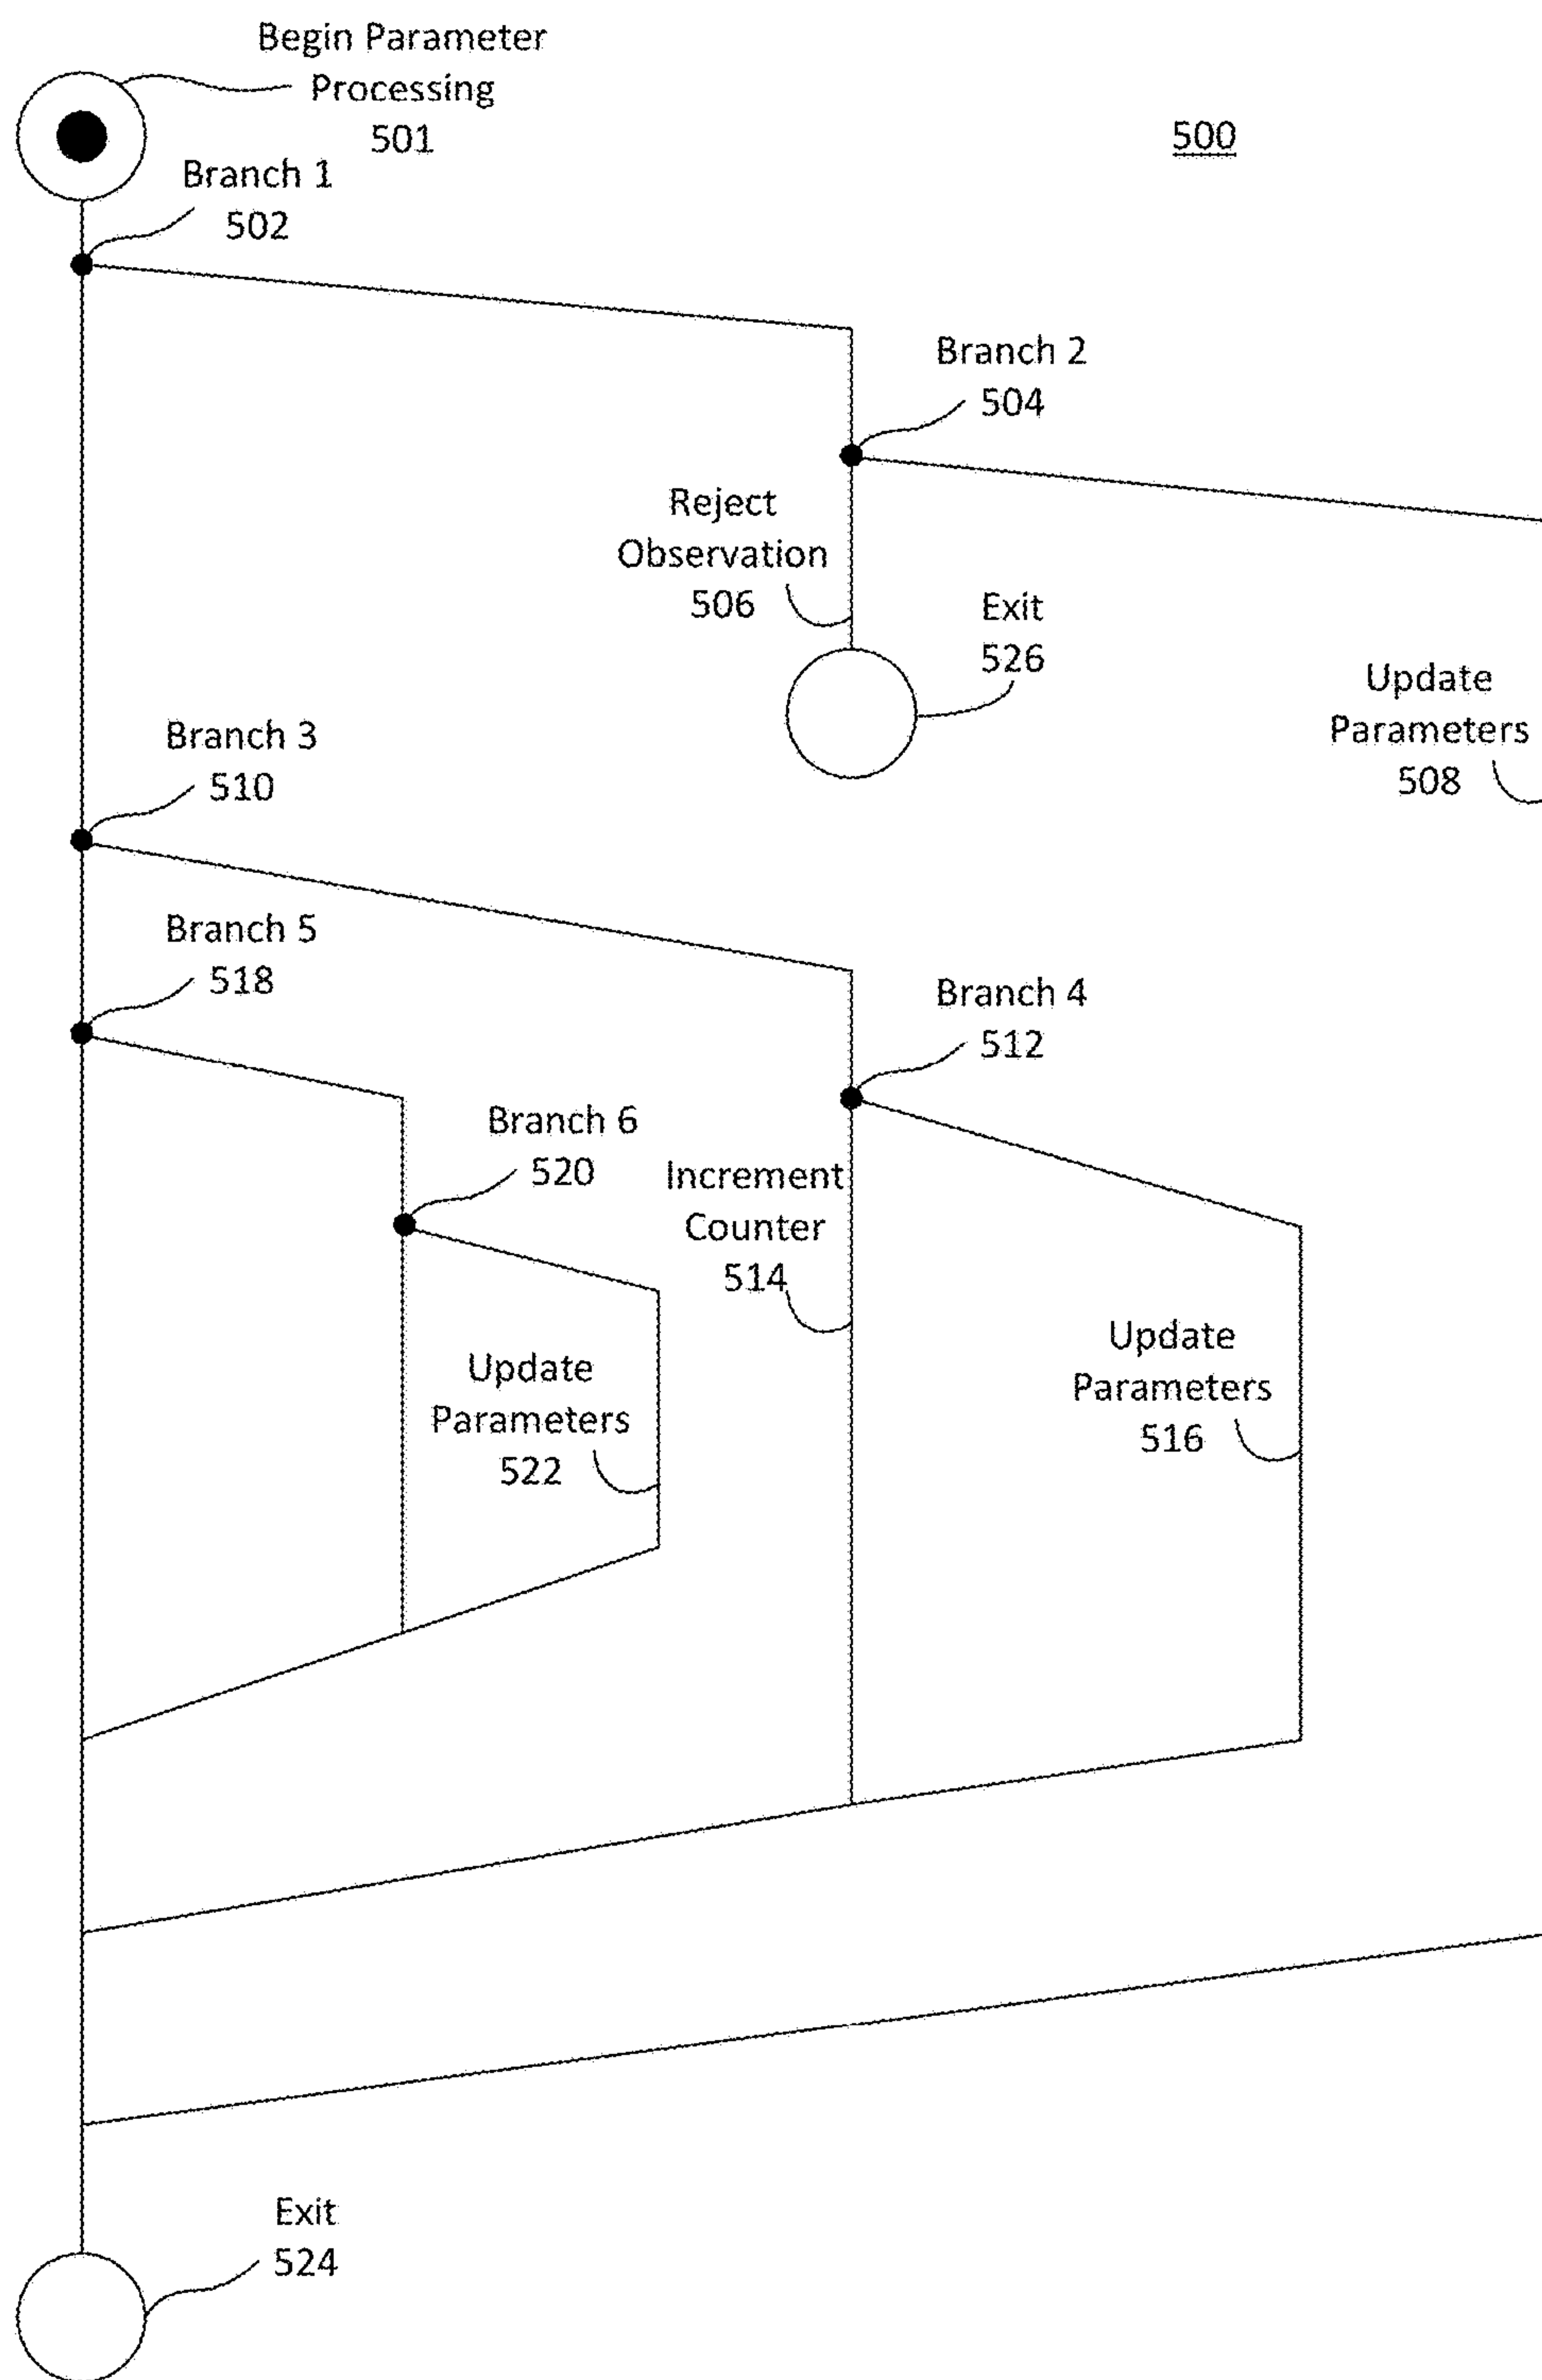 Begin Parameter
Processing
501
500
Branch 1
502
Branch 2
504
Reject
Observation
506
Exit
526
Update
Parameters
508
Branch 3
510
Branch 5
518
Branch 4
512
Branch 6
520
Increment
Counter
514
Update
Parameters
516
Update
Parameters
522
Exit
524